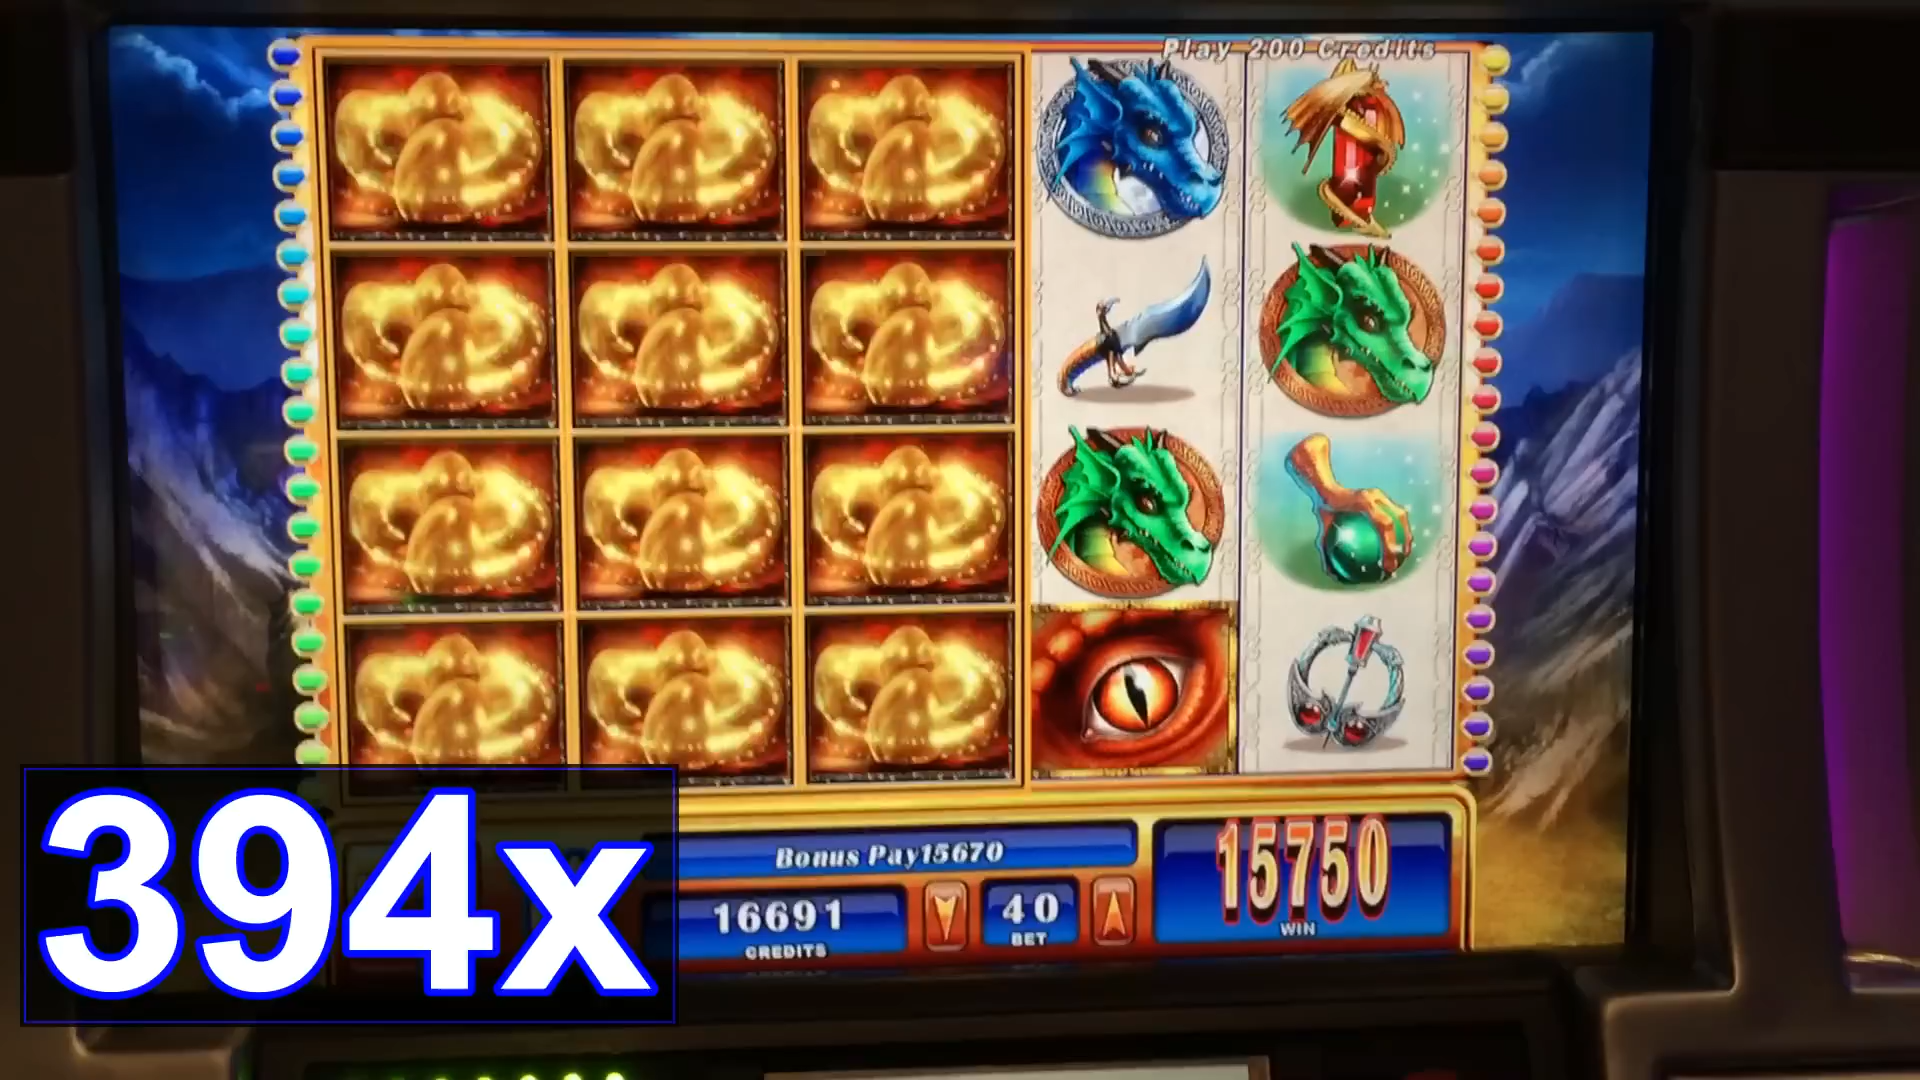 Play 200 Credits
394x
Bonus Pay15670
16691
CREDITS
40
BET
15750
WIN